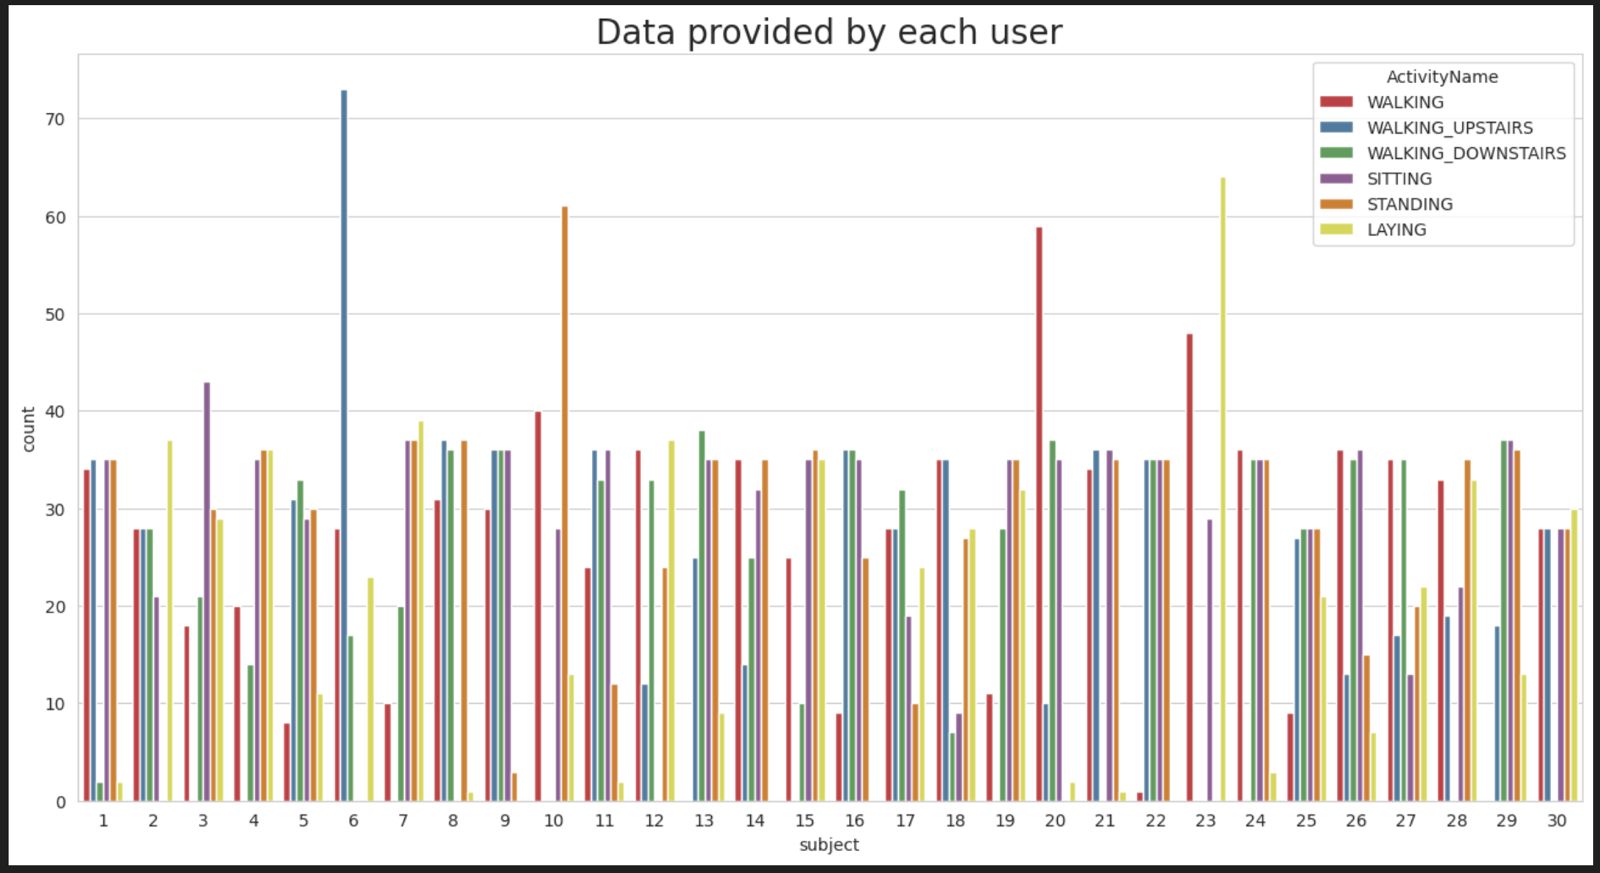 Data provided by each user
ActivityName
WALKING
WALKING_UPSTAIRS
WALKING_DOWNSTAIRS
SITTING
STANDING
LAYING
count
70
60
50
40
30
20
10
0
1 2 3 4 5 6 7 8 9 10 11 12 13 14 15 16 17 18 19 20 21 22 23 24 25 26 27 28 29 30
subject